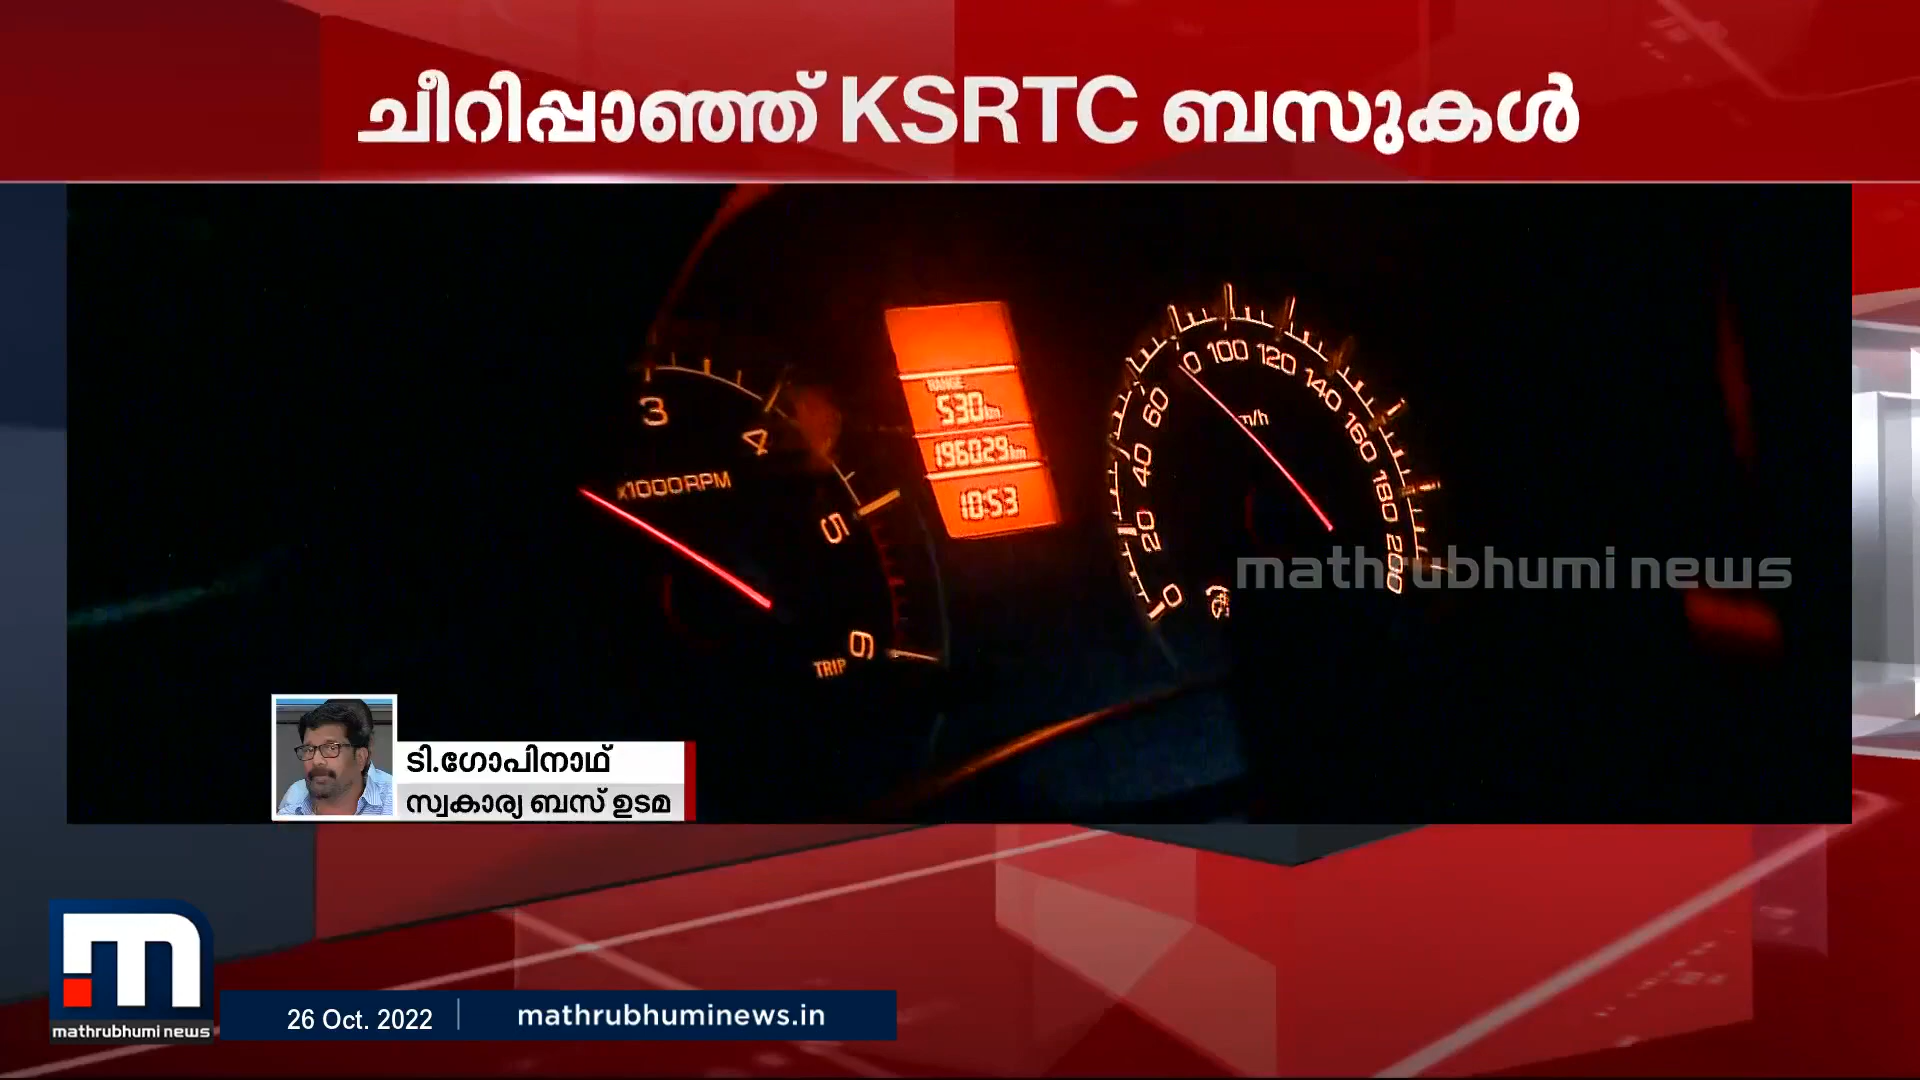 ചീറിപ്പാഞ്ഞ് KSRTC ബസുകൾ
3
4
5
6
x1000RPM
TRIP
RANGE
530km
196029km
10:53
0
20
40
60
0
100
120
140
160
180
200
m/h
mathrubhumi news
ടി.ഗോപിനാഥ്
സ്വകാര്യ ബസ് ഉടമ
mathrubhumi news
26 Oct. 2022
mathrubhuminews.in